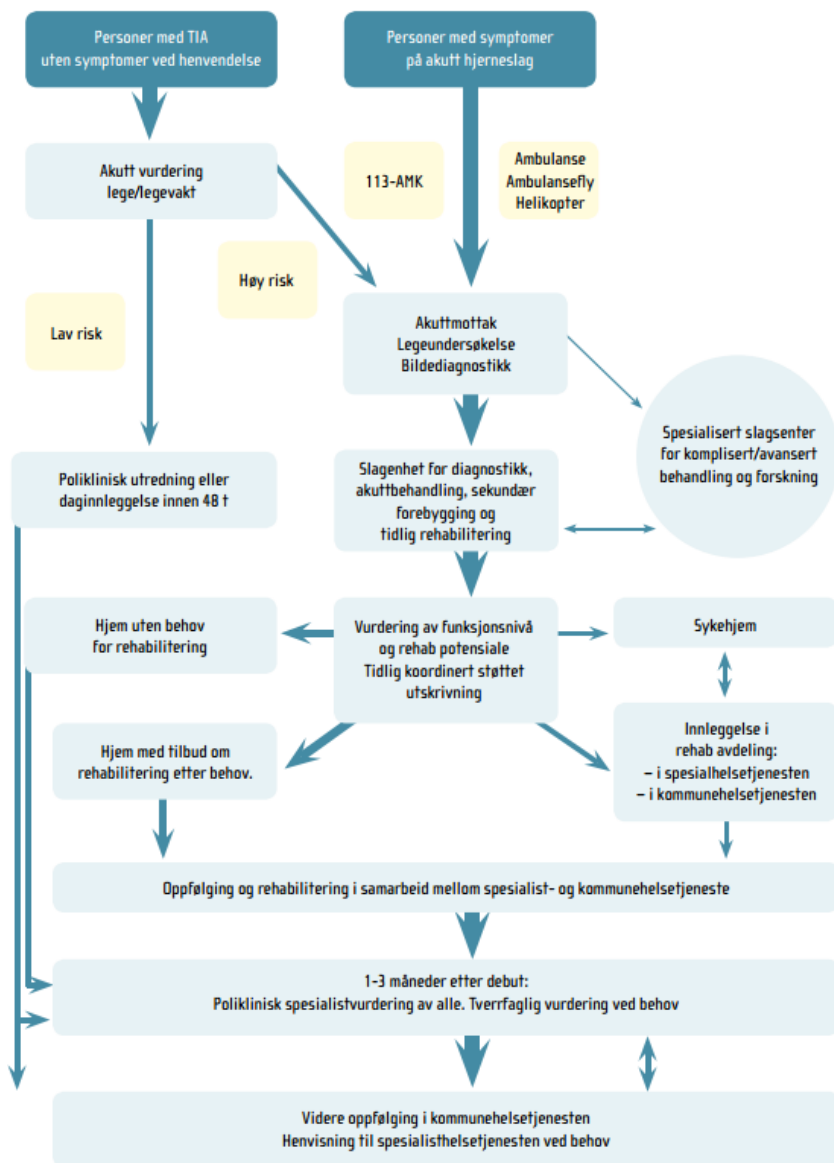 Personer med TIA
uten symptomer ved henvendelse
Personer med symptomer
på akutt hjerneslag
Akutt vurdering
lege/legevakt
113-AMK
Ambulanse
Ambulansefly
Helikopter
Høy risk
Lav risk
Akuttmottak
Legeundersøkelse
Bildediagnostikk
Spesialisert slagsenter
for komplisert/avansert
behandling og forskning
Poliklinisk utredning eller
daginnleggelse innen 48 t
Slagenhet for diagnostikk,
akuttbehandling, sekundær
forebygging og
tidlig rehabilitering
Hjem uten behov
for rehabilitering
Vurdering av funksjonsnivå
og rehab potensiale
Tidlig koordinert støttet
utskrivning
Sykehjem
Hjem med tilbud om
rehabilitering etter behov.
Innleggelse i
rehab avdeling:
– i spesialhelsetjenesten
– i kommunehelsetjenesten
Oppfølging og rehabilitering i samarbeid mellom spesialist- og kommunehelsetjeneste
1-3 måneder etter debut:
Poliklinisk spesialistvurdering av alle. Tverrfaglig vurdering ved behov
Videre oppfølging i kommunehelsetjenesten
Henvisning til spesialisthelsetjenesten ved behov